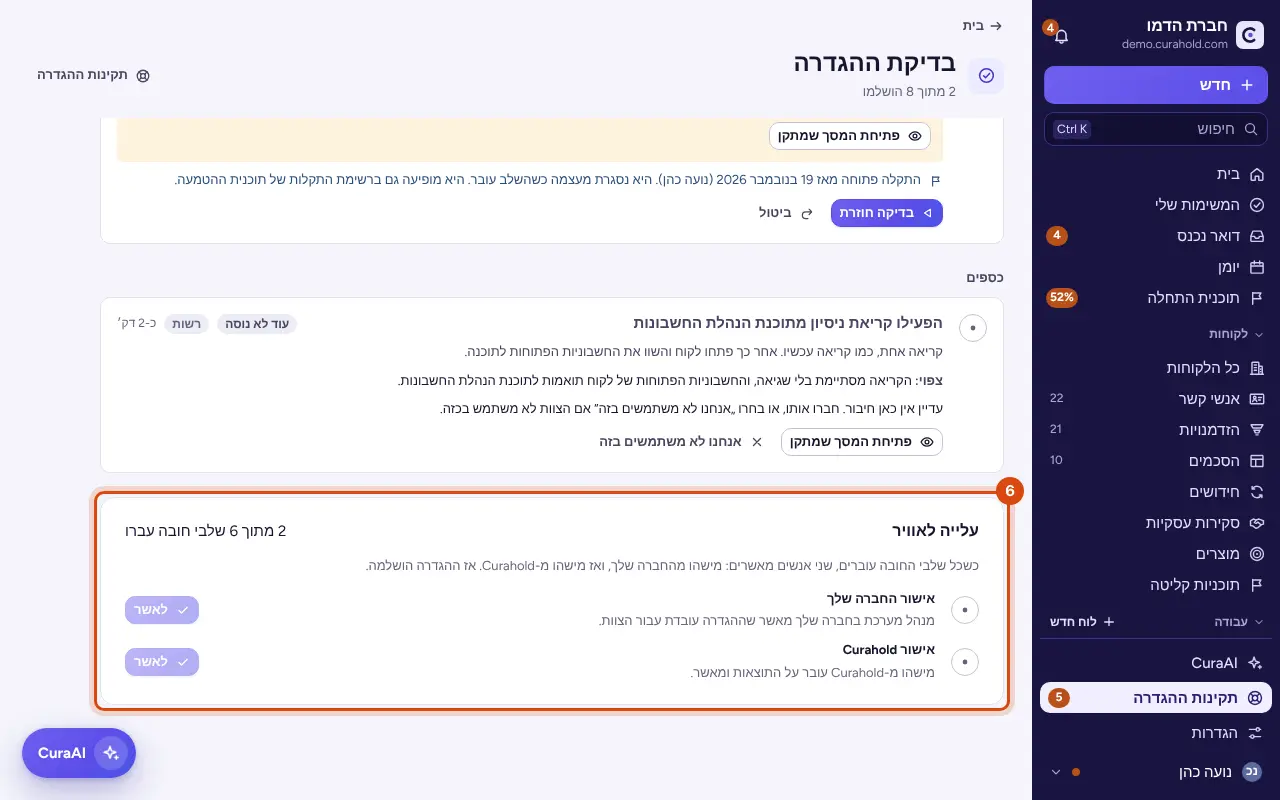 חברת הדמו
demo.curahold.com
4
חדש
חיפוש
Ctrl K
בית
המשימות שלי
דואר נכנס
4
יומן
תוכנית התחלה
52%
לקוחות
כל הלקוחות
אנשי קשר
22
הזדמנויות
21
הסכמים
10
חידושים
סקירות עסקיות
מוצרים
תוכניות קליטה
עבודה
לוח חדש
CuraAI
תקינות ההגדרה
5
הגדרות
נועה כהן
נכ
בית
בדיקת ההגדרה
2 מתוך 8 הושלמו
תקינות ההגדרה
פתיחת המסך שמתקן
התקלה פתוחה מאז 19 בנובמבר 2026 (נועה כהן). היא נסגרת מעצמה כשהשלב עובר. היא מופיעה גם ברשימת התקלות של תוכנית ההטמעה.
בדיקה חוזרת
ביטול
כספים
הפעילו קריאת ניסיון מתוכנת הנהלת החשבונות
עוד לא נוסה
רשות
כ-2 דק׳
קריאה אחת, כמו קריאה עכשיו. אחר כך פתחו לקוח והשוו את החשבוניות הפתוחות לתוכנה.
צפוי: הקריאה מסתיימת בלי שגיאה, והחשבוניות הפתוחות של לקוח תואמות לתוכנת הנהלת החשבונות.
עדיין אין כאן חיבור. חברו אותו, או בחרו „אנחנו לא משתמשים בזה” אם הצוות לא משתמש בכזה.
פתיחת המסך שמתקן
אנחנו לא משתמשים בזה
6
עלייה לאוויר
2 מתוך 6 שלבי חובה עברו
כשכל שלבי החובה עוברים, שני אנשים מאשרים: מישהו מהחברה שלך, ואז מישהו מ-Curahold. אז ההגדרה הושלמה.
אישור החברה שלך
מנהל מערכת בחברה שלך מאשר שההגדרה עובדת עבור הצוות.
לאשר
אישור Curahold
מישהו מ-Curahold עובר על התוצאות ומאשר.
לאשר
CuraAI